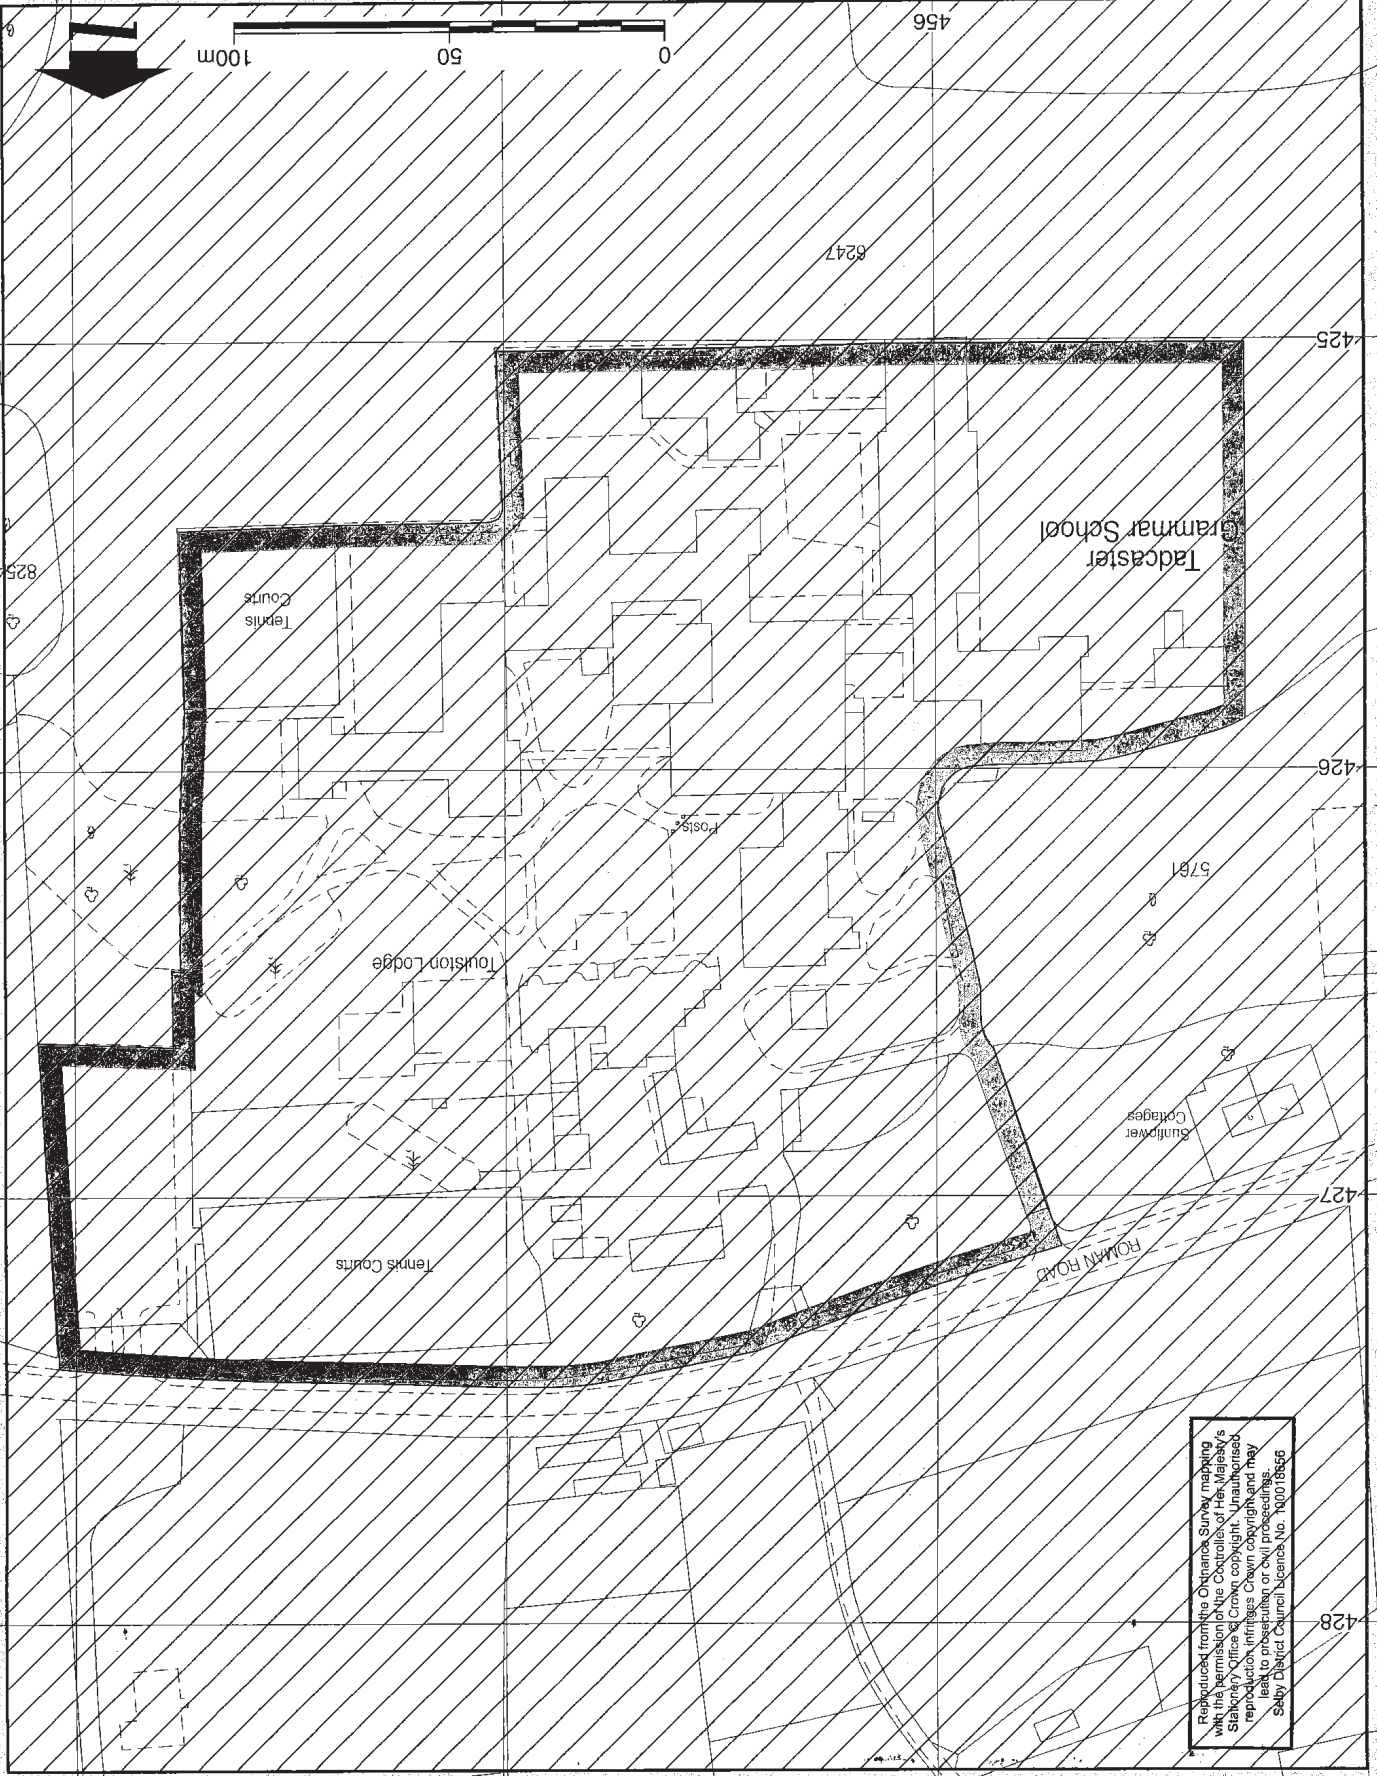 N
100m
50
0
456
6247
425
Tadcaster
Grammar School
825
Tennis
Courts
426
Posts
5761
Toulston Lodge
Sunflower
Cottages
427
Tennis Courts
ROMAN ROAD
428
Reproduced from the Ordnance Survey mapping
with the permission of the Controller of Her Majesty's
Stationery Office © Crown copyright. Unauthorised
reproduction infringes Crown copyright and may
lead to prosecution or civil proceedings.
Selby District Council Licence No. 100018656